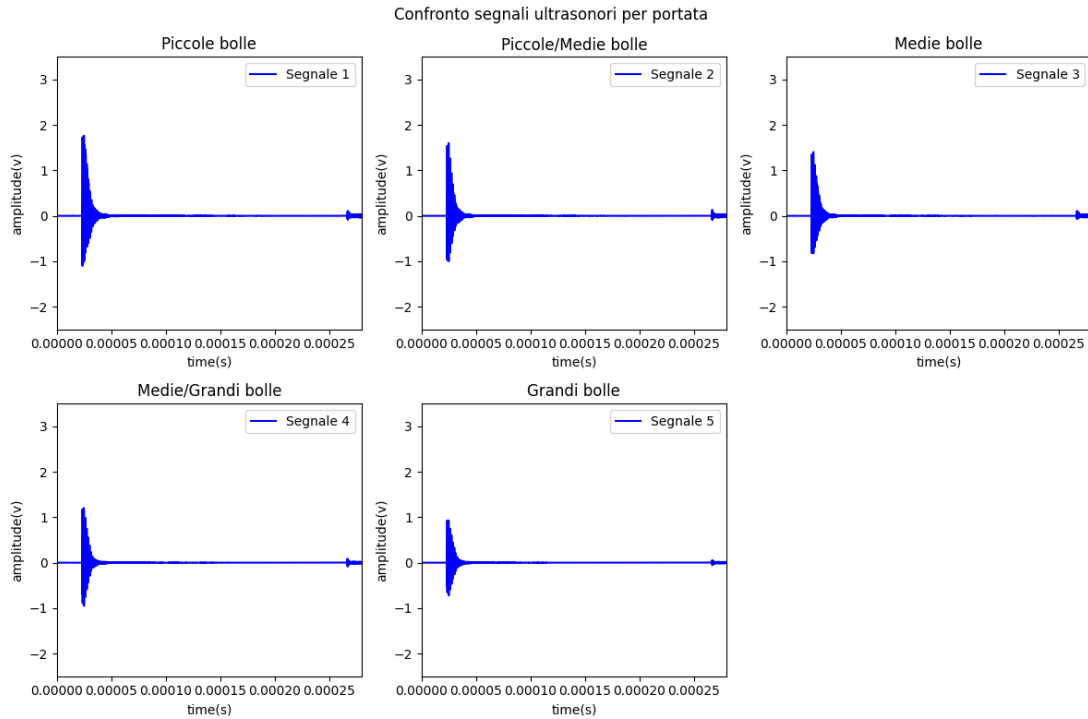 Confronto segnali ultrasonori per portata
Piccole bolle
Segnale 1
3
2
1
0
−1
−2
amplitude(v)
0.00000 0.00005 0.00010 0.00015 0.00020 0.00025
time(s)
Piccole/Medie bolle
Segnale 2
3
2
1
0
−1
−2
amplitude(v)
0.00000 0.00005 0.00010 0.00015 0.00020 0.00025
time(s)
Medie bolle
Segnale 3
3
2
1
0
−1
−2
amplitude(v)
0.00000 0.00005 0.00010 0.00015 0.00020 0.00025
time(s)
Medie/Grandi bolle
Segnale 4
3
2
1
0
−1
−2
amplitude(v)
0.00000 0.00005 0.00010 0.00015 0.00020 0.00025
time(s)
Grandi bolle
Segnale 5
3
2
1
0
−1
−2
amplitude(v)
0.00000 0.00005 0.00010 0.00015 0.00020 0.00025
time(s)